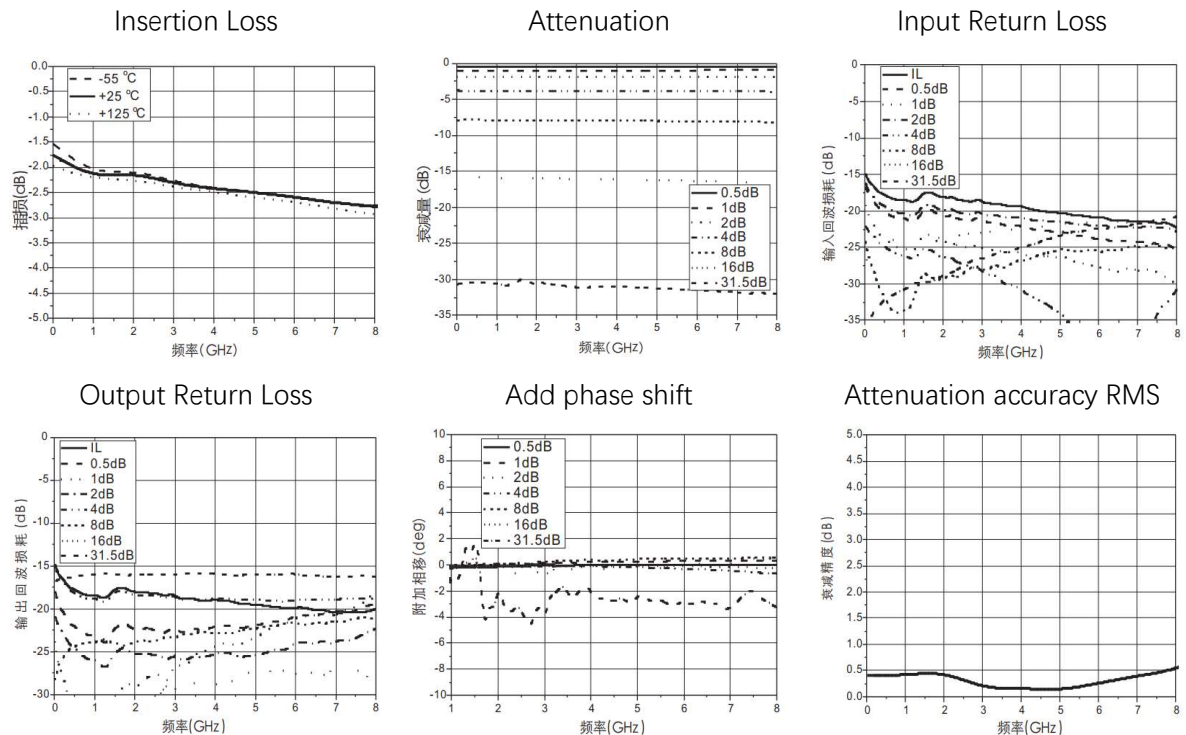 Insertion Loss
Attenuation
Input Return Loss
0.0
-0.5
-1.0
-1.5
-2.0
-2.5
-3.0
-3.5
-4.0
-4.5
-5.0
插损(dB)
-55 ℃
+25 ℃
+125 ℃
0 1 2 3 4 5 6 7 8
频率(GHz)
0
-5
-10
-15
-20
-25
-30
-35
衰减量 (dB)
0.5dB
1dB
2dB
4dB
8dB
16dB
31.5dB
0 1 2 3 4 5 6 7 8
频率(GHz)
0
-5
-10
-15
-20
-25
-30
-35
输入回波损耗 (dB)
IL
0.5dB
1dB
2dB
4dB
8dB
16dB
31.5dB
0 1 2 3 4 5 6 7 8
频率(GHz)
Output Return Loss
Add phase shift
Attenuation accuracy RMS
0
-5
-10
-15
-20
-25
-30
输出回波损耗 (dB)
IL
0.5dB
1dB
2dB
4dB
8dB
16dB
31.5dB
0 1 2 3 4 5 6 7 8
频率(GHz)
10
8
6
4
2
0
-2
-4
-6
-8
-10
附加相移(deg)
0.5dB
1dB
2dB
4dB
8dB
16dB
31.5dB
1 2 3 4 5 6 7 8
频率(GHz)
5.0
4.5
4.0
3.5
3.0
2.5
2.0
1.5
1.0
0.5
0.0
衰减精度 (dB)
0 1 2 3 4 5 6 7 8
频率(GHz)